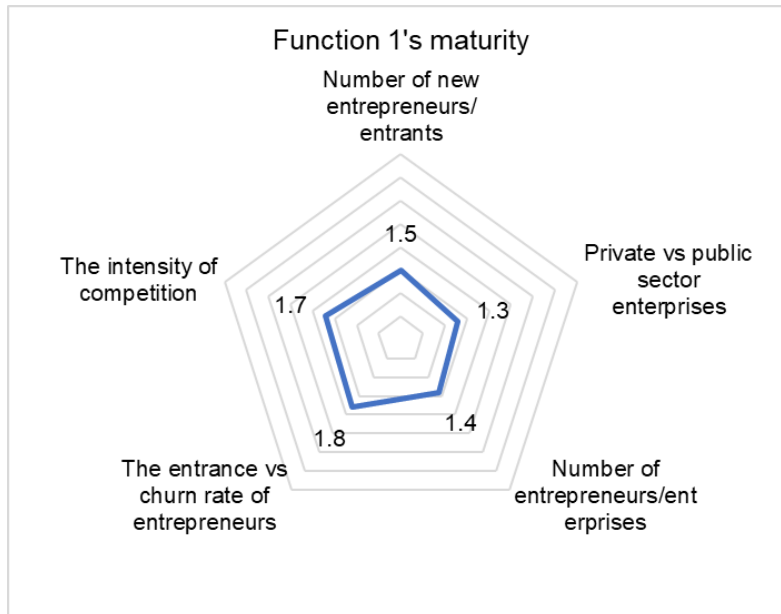 Function 1's maturity
Number of new
entrepreneurs/
entrants
1.5
Private vs public
sector
enterprises
1.3
Number of
entrepreneurs/ent
erprises
1.4
The entrance vs
churn rate of
entrepreneurs
1.8
The intensity of
competition
1.7